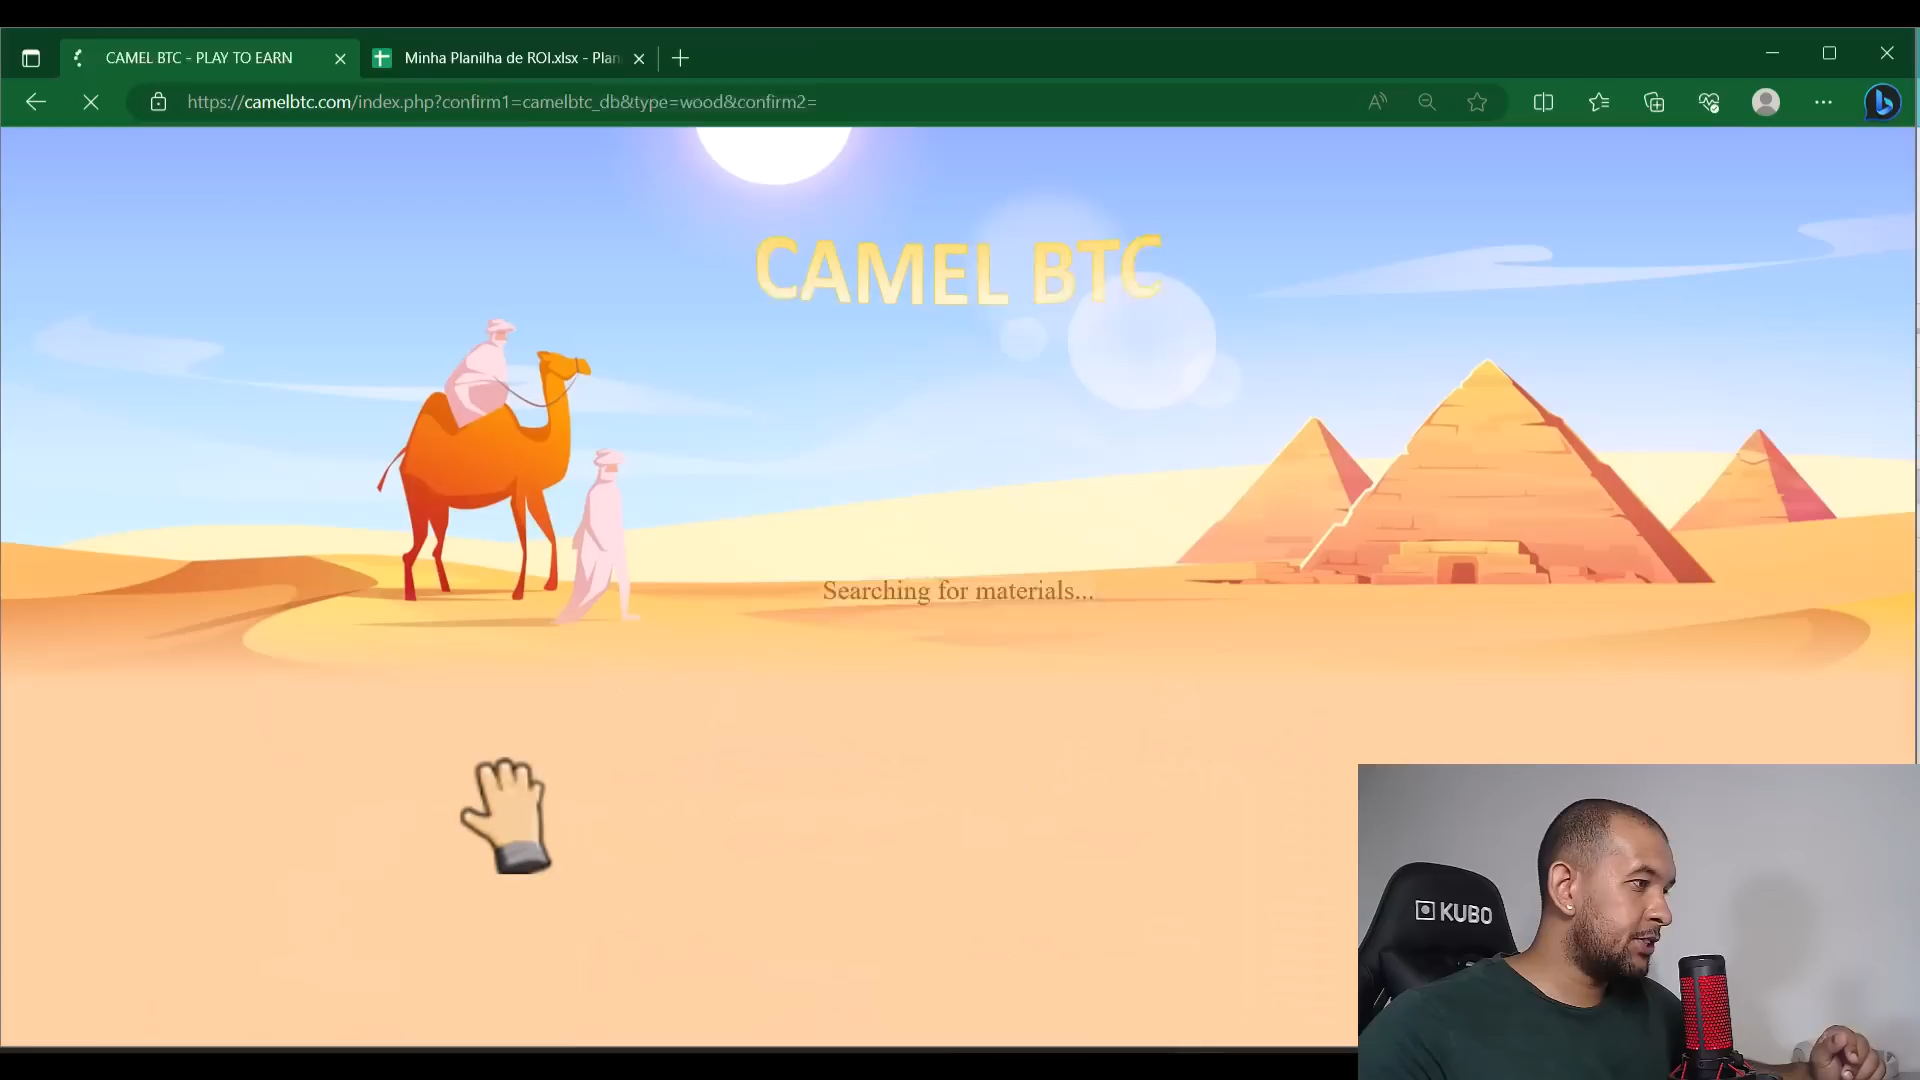 CAMEL BTC - PLAY TO EARN
Minha Planilha de ROI.xlsx - Plan
https://camelbtc.com/index.php?confirm1=camelbtc_db&type=wood&confirm2=
CAMEL BTC
Searching for materials...
KUBO